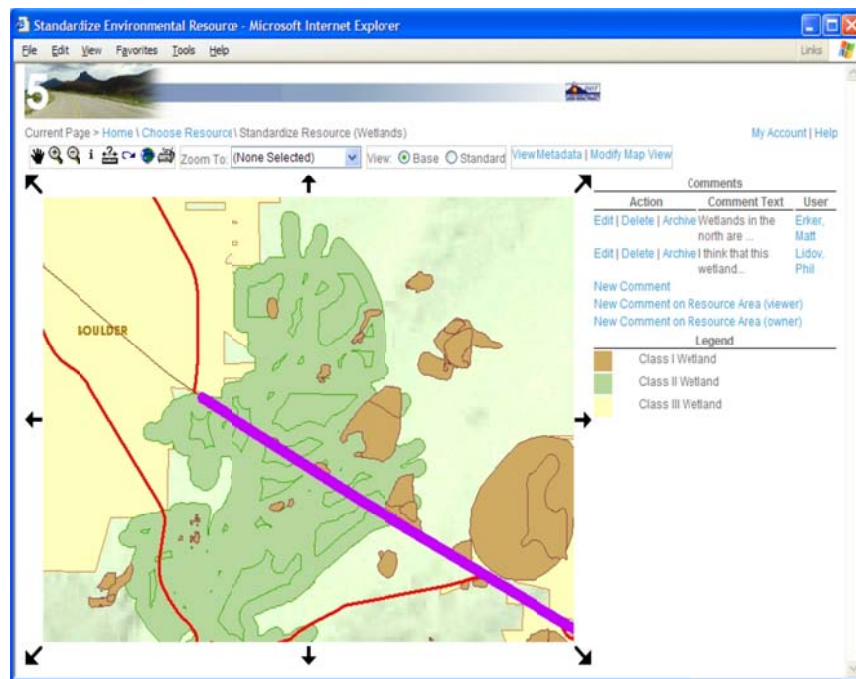 Standardize Environmental Resource - Microsoft Internet Explorer
File Edit View Favorites Tools Help
Links
5
Current Page > Home \ Choose Resource\ Standardize Resource (Wetlands)
My Account | Help
Zoom To: (None Selected) View: Base Standard View Metadata | Modify Map View
Comments
Action Comment Text User
Edit | Delete | Archive Wetlands in the north are ... Erker, Matt
Edit | Delete | Archive I think that this wetland... Lidov, Phil
New Comment
New Comment on Resource Area (viewer)
New Comment on Resource Area (owner)
Legend
Class I Wetland
Class II Wetland
Class III Wetland
BOULDER